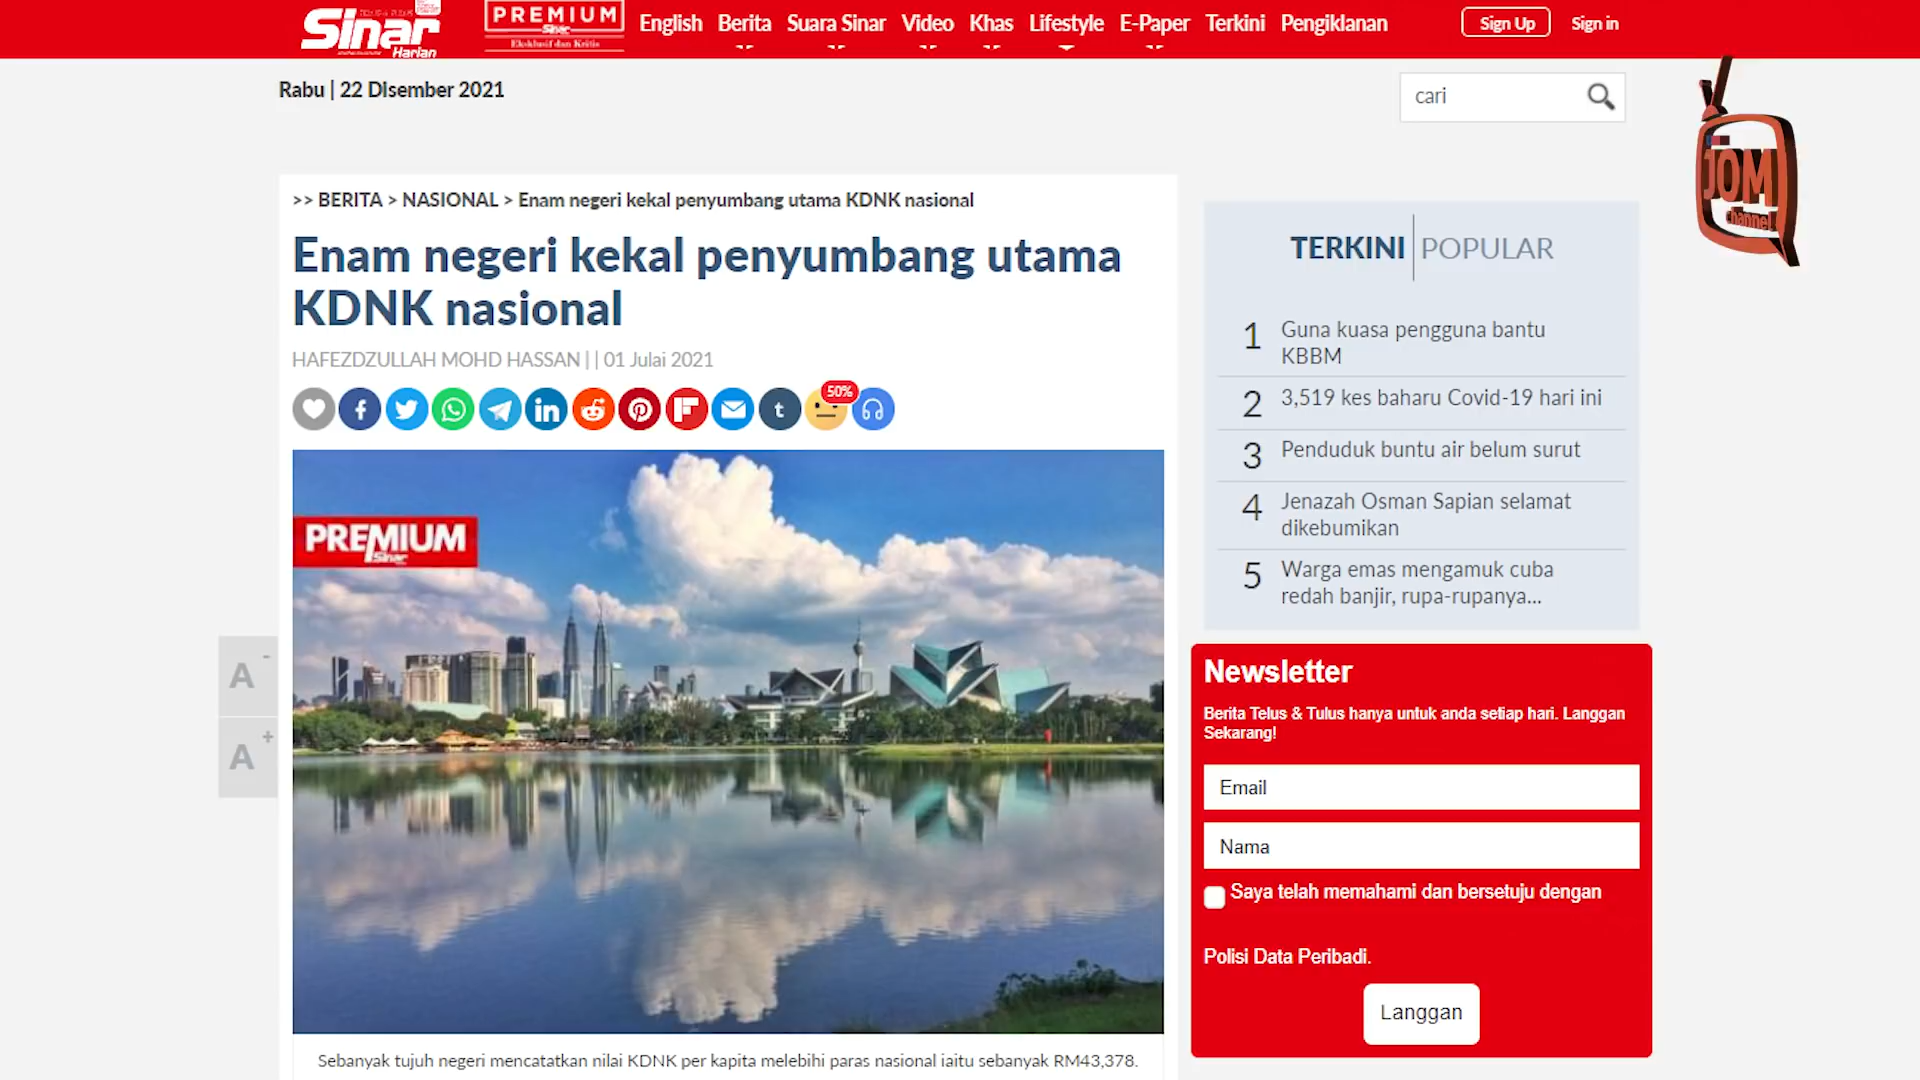 Sinar
Harian
PREMIUM
Sinar
Eksklusif dan Kritis
English Berita Suara Sinar Video Khas Lifestyle E-Paper Terkini Pengiklanan
Sign Up Sign in
Rabu | 22 Disember 2021
cari
JOM
channel
>> BERITA > NASIONAL > Enam negeri kekal penyumbang utama KDNK nasional
Enam negeri kekal penyumbang utama
KDNK nasional
HAFEZDZULLAH MOHD HASSAN | | 01 Julai 2021
50%
PREMIUM
Sinar
A -
A +
Sebanyak tujuh negeri mencatatkan nilai KDNK per kapita melebihi paras nasional iaitu sebanyak RM43,378.
TERKINI POPULAR
1 Guna kuasa pengguna bantu
KBBM
2 3,519 kes baharu Covid-19 hari ini
3 Penduduk buntu air belum surut
4 Jenazah Osman Sapian selamat
dikebumikan
5 Warga emas mengamuk cuba
redah banjir, rupa-rupanya...
Newsletter
Berita Telus & Tulus hanya untuk anda setiap hari. Langgan
Sekarang!
Email
Nama
Saya telah memahami dan bersetuju dengan
Polisi Data Peribadi.
Langgan